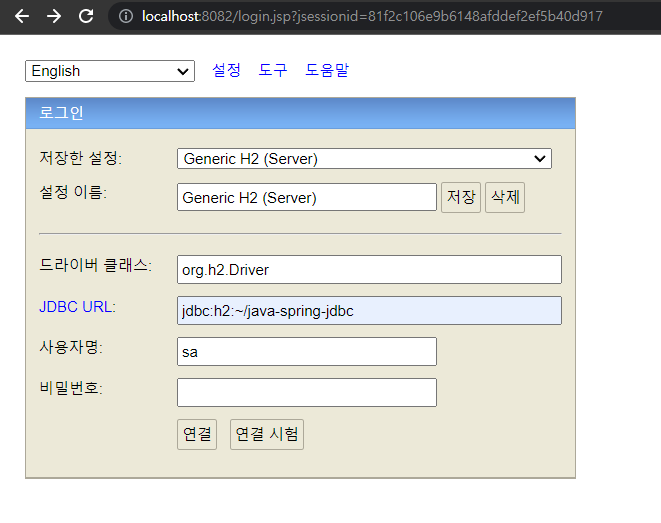 localhost:8082/login.jsp?jsessionid=81f2c106e9b6148afddef2ef5b40d917
English 설정 도구 도움말
로그인
저장한 설정: Generic H2 (Server)
설정 이름: Generic H2 (Server) 저장 삭제
드라이버 클래스: org.h2.Driver
JDBC URL: jdbc:h2:~/java-spring-jdbc
사용자명: sa
비밀번호:
연결 연결 시험